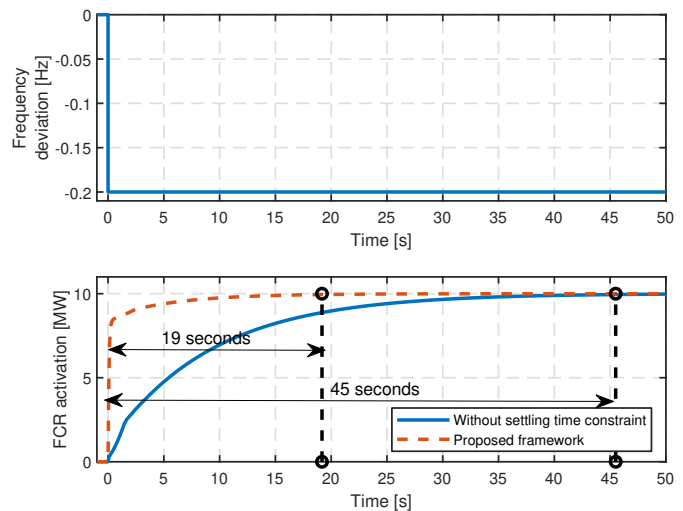 Frequency
deviation [Hz]
0
-0.05
-0.1
-0.15
-0.2
0 5 10 15 20 25 30 35 40 45 50
Time [s]
FCR activation [MW]
10
5
0
19 seconds
45 seconds
Without settling time constraint
Proposed framework
0 5 10 15 20 25 30 35 40 45 50
Time [s]